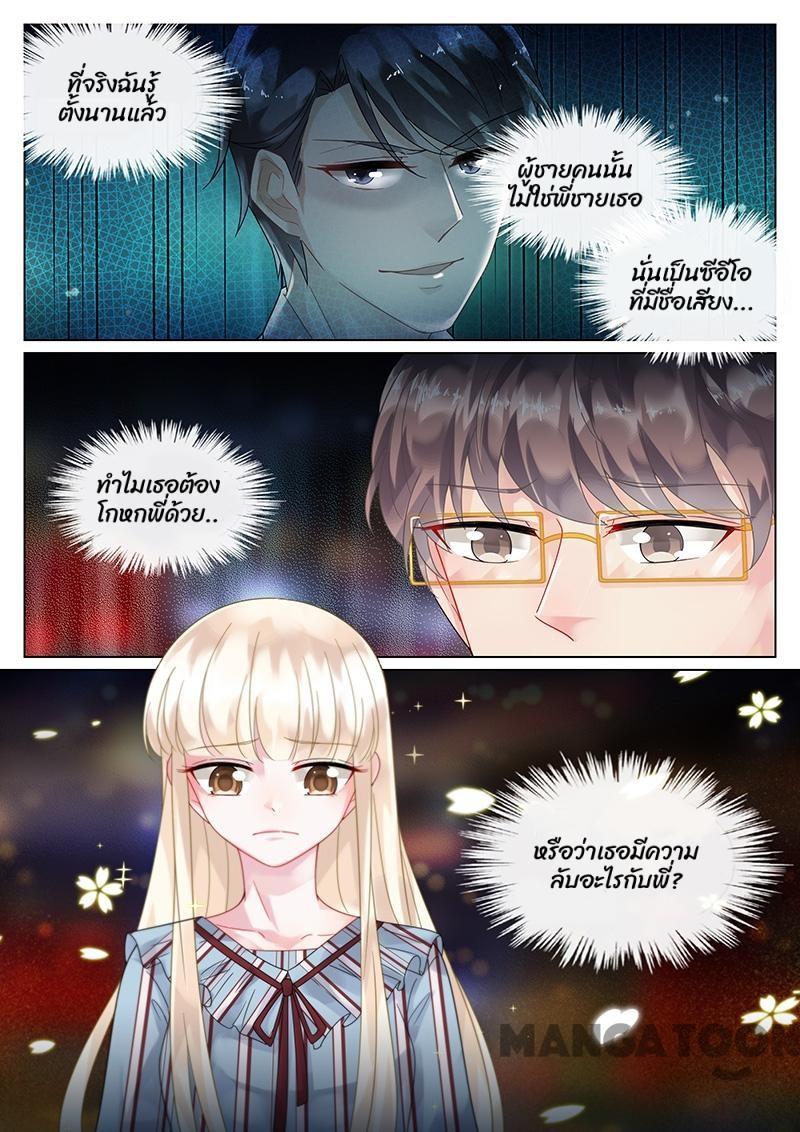 ที่จริงฉันรู้
ตั้งนานแล้ว
ผู้ชายคนนั้น
ไม่ใช่พี่ชายเธอ
นั่นเป็นซีอีโอ
ที่มีชื่อเสียง...
ทำไมเธอต้อง
โกหกพี่ด้วย..
หรือว่าเธอมีความ
ลับอะไรกับพี่?
MANGATOON